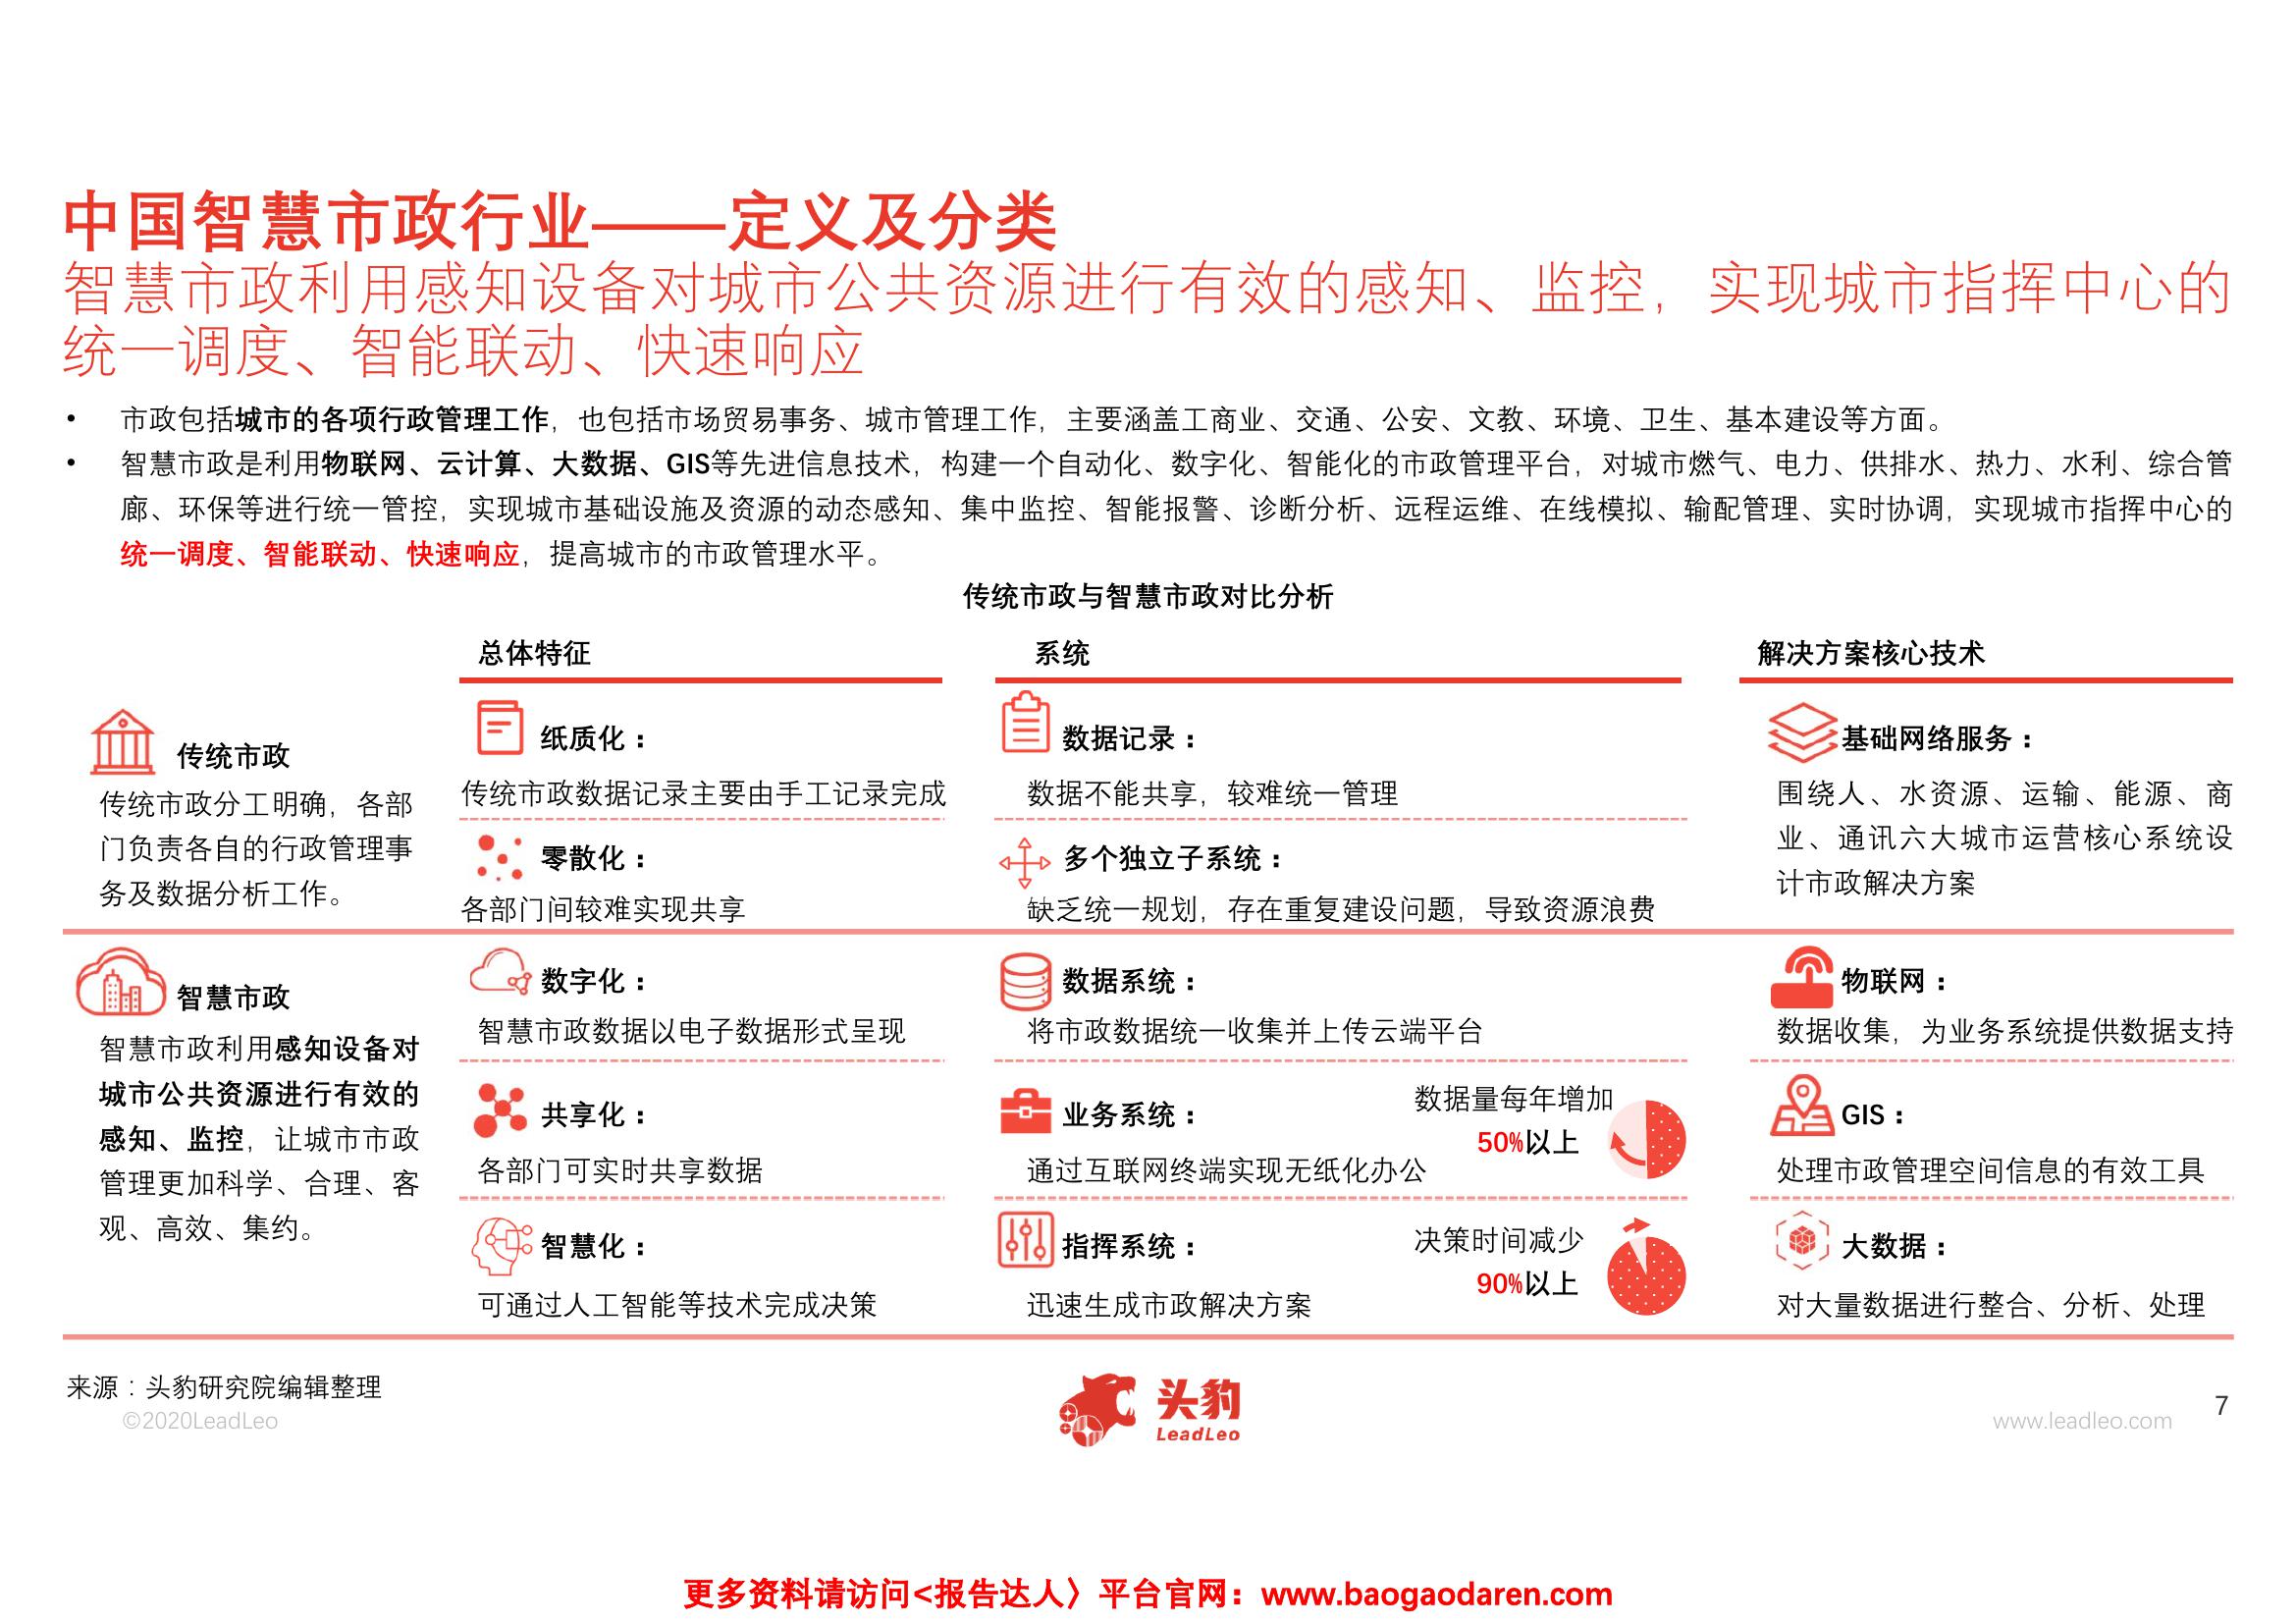 中国智慧市政行业——定义及分类
智慧市政利用感知设备对城市公共资源进行有效的感知、监控，实现城市指挥中心的
统一调度、智能联动、快速响应
• 市政包括城市的各项行政管理工作，也包括市场贸易事务、城市管理工作，主要涵盖工商业、交通、公安、文教、环境、卫生、基本建设等方面。
• 智慧市政是利用物联网、云计算、大数据、GIS等先进信息技术，构建一个自动化、数字化、智能化的市政管理平台，对城市燃气、电力、供排水、热力、水利、综合管
廊、环保等进行统一管控，实现城市基础设施及资源的动态感知、集中监控、智能报警、诊断分析、远程运维、在线模拟、输配管理、实时协调，实现城市指挥中心的
统一调度、智能联动、快速响应，提高城市的市政管理水平。
传统市政与智慧市政对比分析
总体特征
系统
解决方案核心技术
传统市政
传统市政分工明确，各部
门负责各自的行政管理事
务及数据分析工作。
纸质化：
传统市政数据记录主要由手工记录完成
零散化：
各部门间较难实现共享
数据记录：
数据不能共享，较难统一管理
多个独立子系统：
缺乏统一规划，存在重复建设问题，导致资源浪费
基础网络服务：
围绕人、水资源、运输、能源、商
业、通讯六大城市运营核心系统设
计市政解决方案
智慧市政
智慧市政利用感知设备对
城市公共资源进行有效的
感知、监控，让城市市政
管理更加科学、合理、客
观、高效、集约。
数字化：
智慧市政数据以电子数据形式呈现
共享化：
各部门可实时共享数据
智慧化：
可通过人工智能等技术完成决策
数据系统：
将市政数据统一收集并上传云端平台
业务系统：
通过互联网终端实现无纸化办公
数据量每年增加
50%以上
指挥系统：
迅速生成市政解决方案
决策时间减少
90%以上
物联网：
数据收集，为业务系统提供数据支持
GIS：
处理市政管理空间信息的有效工具
大数据：
对大量数据进行整合、分析、处理
来源：头豹研究院编辑整理
©2020LeadLeo
头豹
LeadLeo
www.leadleo.com
7
更多资料请访问<报告达人〉平台官网：www.baogaodaren.com